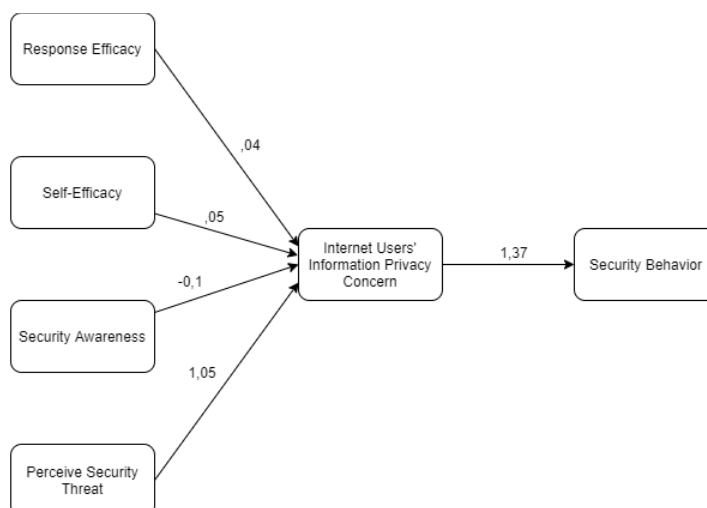 Response Efficacy
,04
Self-Efficacy
,05
Internet Users'
Information Privacy
Concern
1,37
Security Behavior
-0,1
Security Awareness
1,05
Perceive Security
Threat